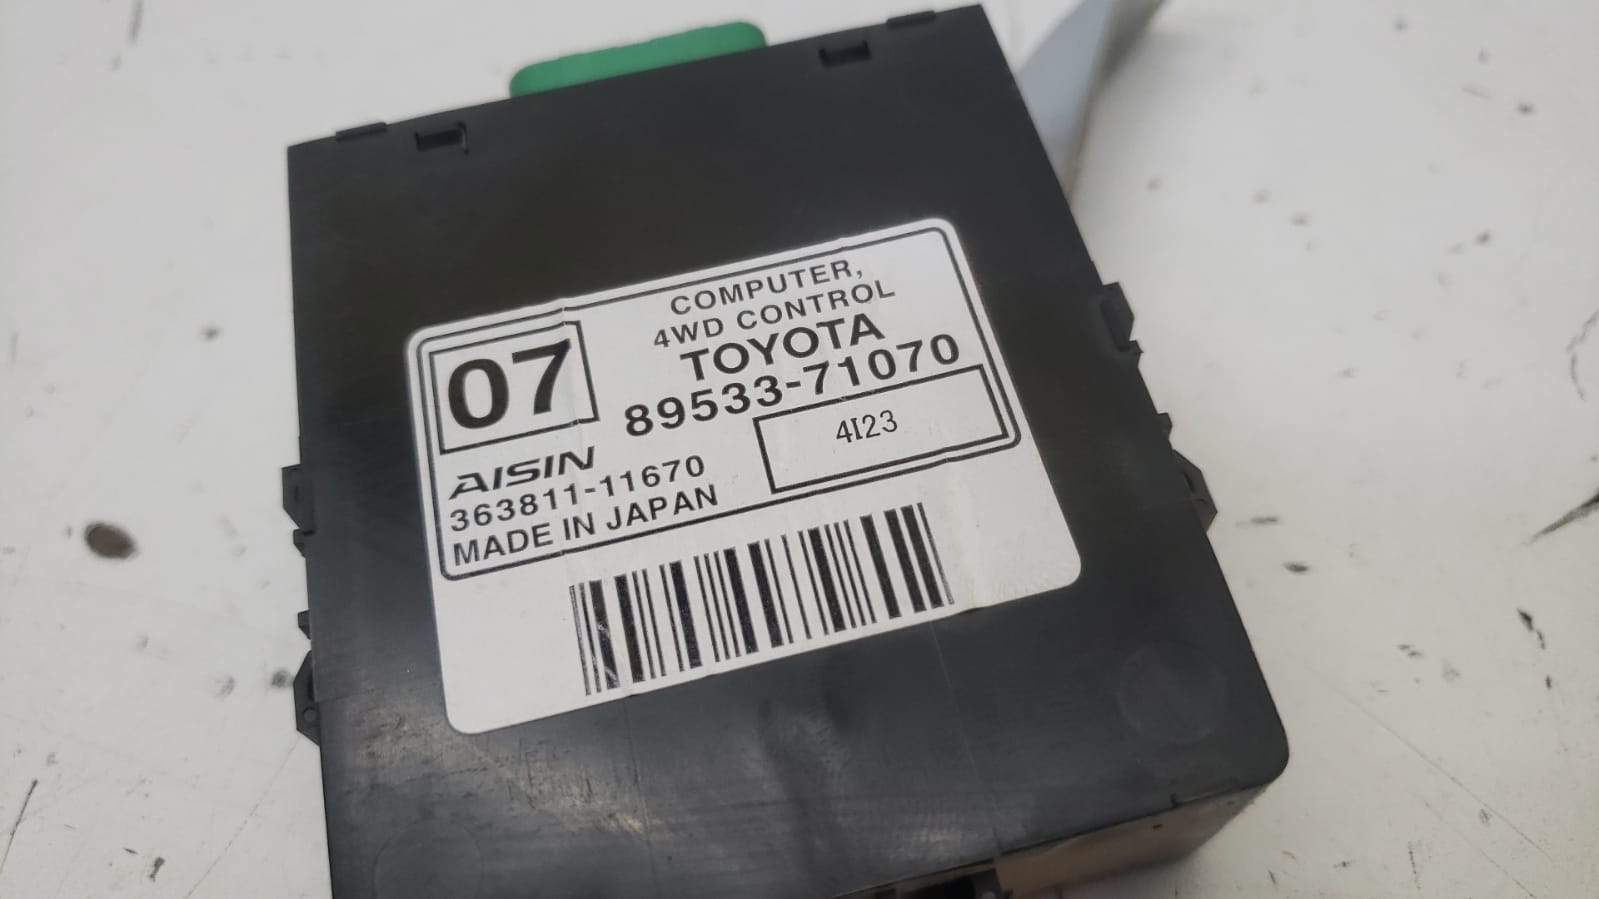 COMPUTER,
4WD CONTROL
TOYOTA
89533-71070
07
4I23
AISIN
363811-11670
MADE IN JAPAN